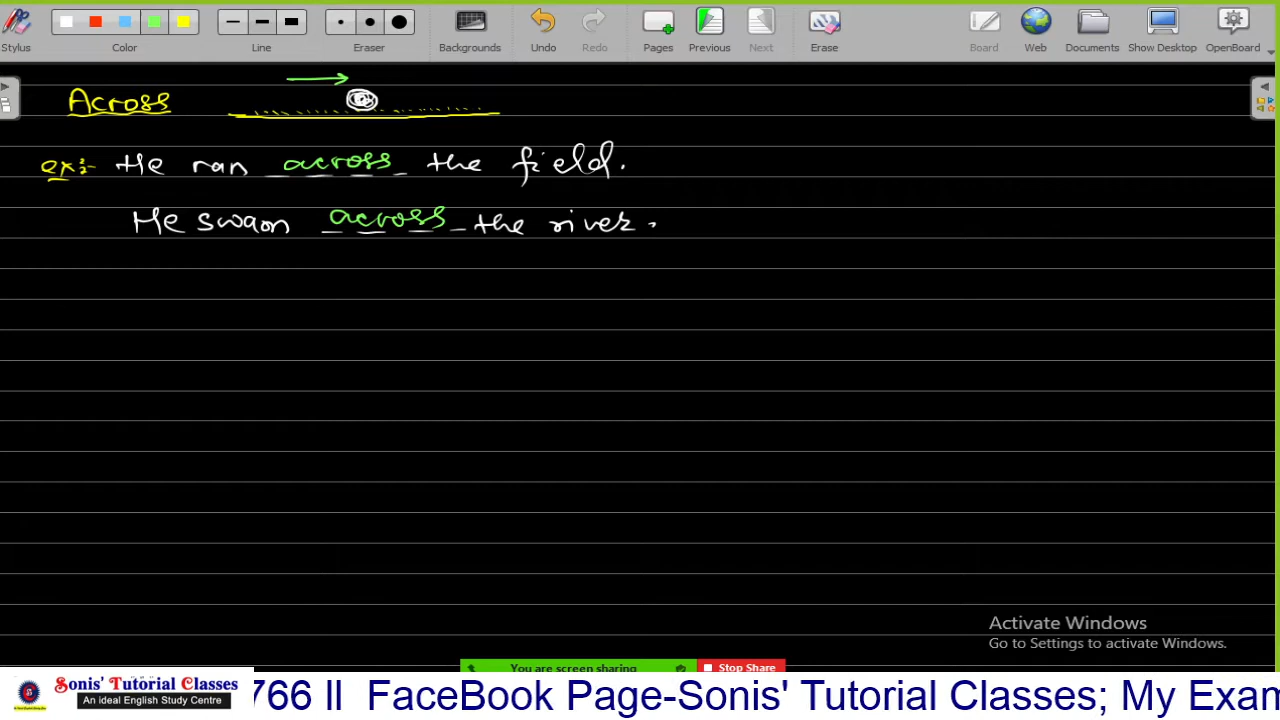 Stylus Color Line Eraser Backgrounds Undo Redo Pages Previous Next Erase Board Web Documents Show Desktop OpenBoard
Across
ex:- He ran across the field.
He swam across the river.
Activate Windows
Go to Settings to activate Windows.
You are screen sharing Stop Share
Sonis' Tutorial Classes
An ideal English Study Centre
766 ll FaceBook Page-Sonis' Tutorial Classes; My Exam